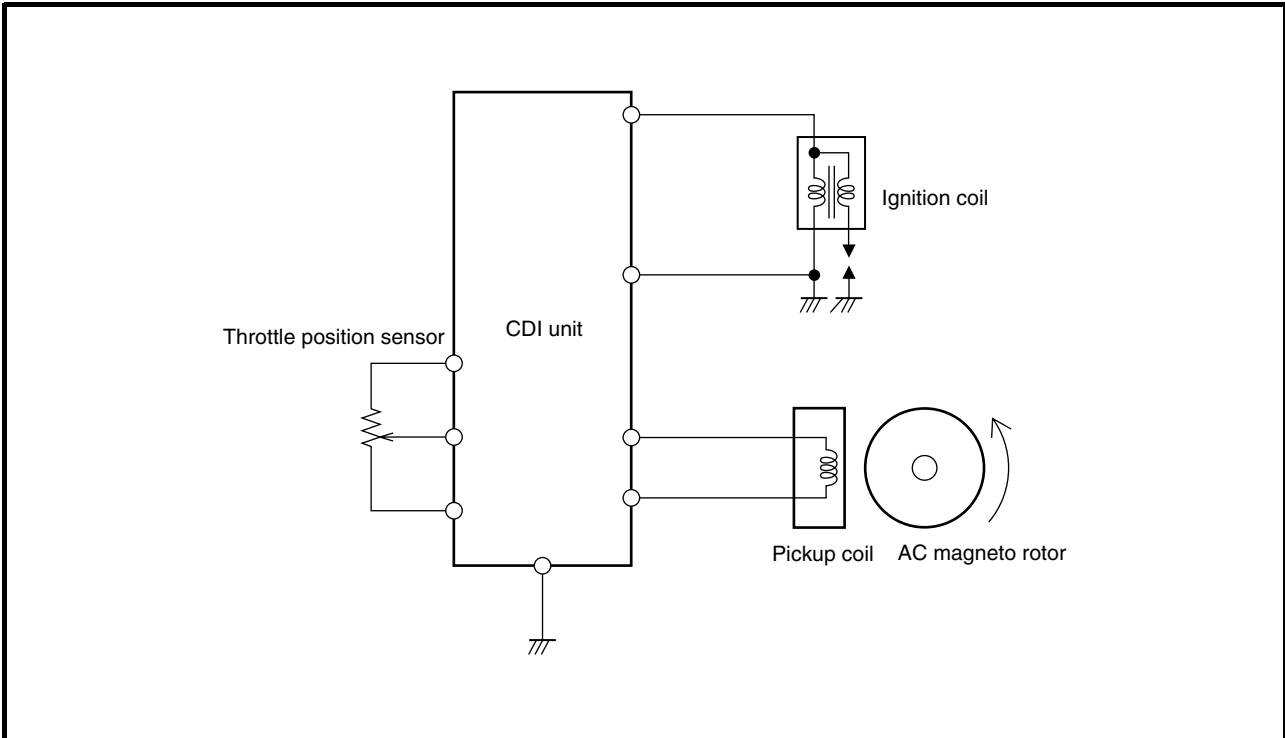 Ignition coil
CDI unit
Throttle position sensor
Pickup coil
AC magneto rotor